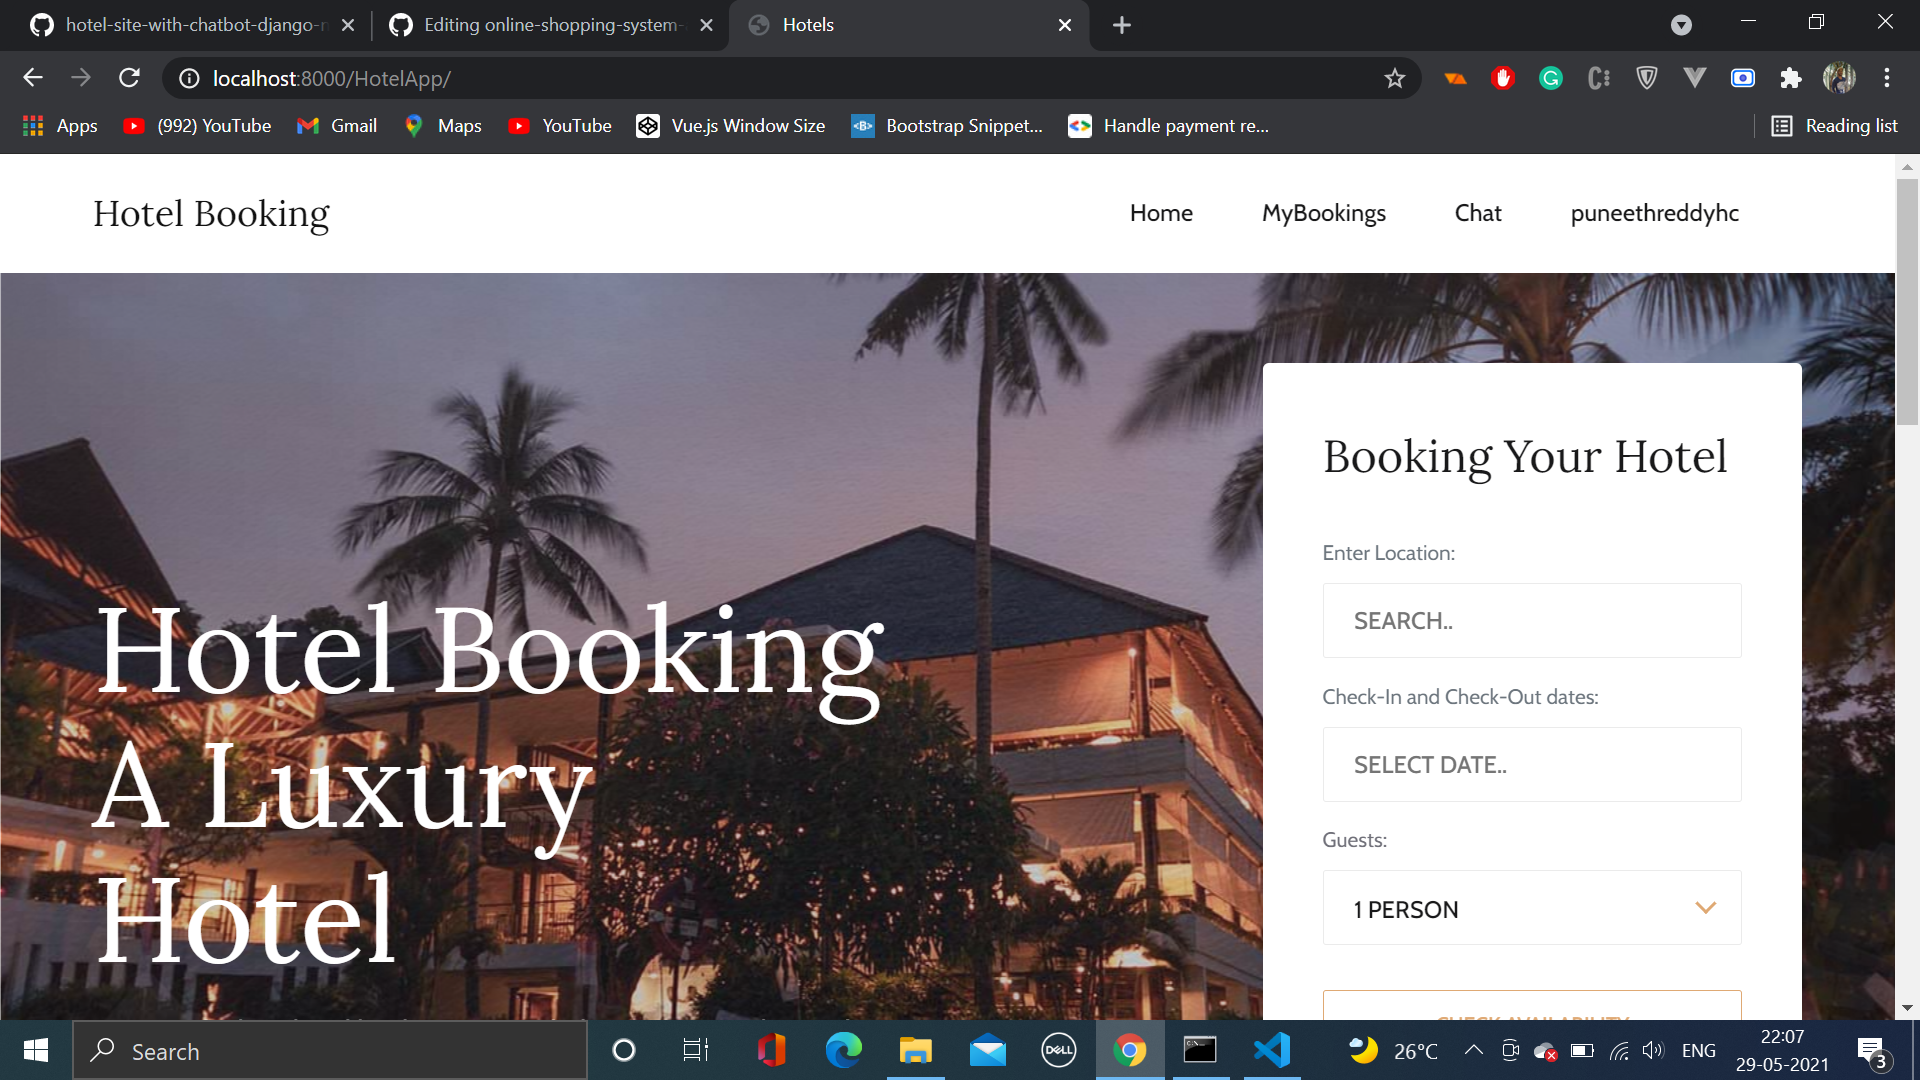 hotel-site-with-chatbot-django-
Editing online-shopping-system-
Hotels
localhost:8000/HotelApp/
Apps
(992) YouTube
Gmail
Maps
YouTube
Vue.js Window Size
Bootstrap Snippet...
Handle payment re...
Reading list
Hotel Booking
Home
MyBookings
Chat
puneethreddyhc
Hotel Booking
A Luxury
Hotel
Booking Your Hotel
Enter Location:
SEARCH..
Check-In and Check-Out dates:
SELECT DATE..
Guests:
1 PERSON
CHECK AVAILABILITY
Search
DELL
26°C
ENG
22:07
29-05-2021
3